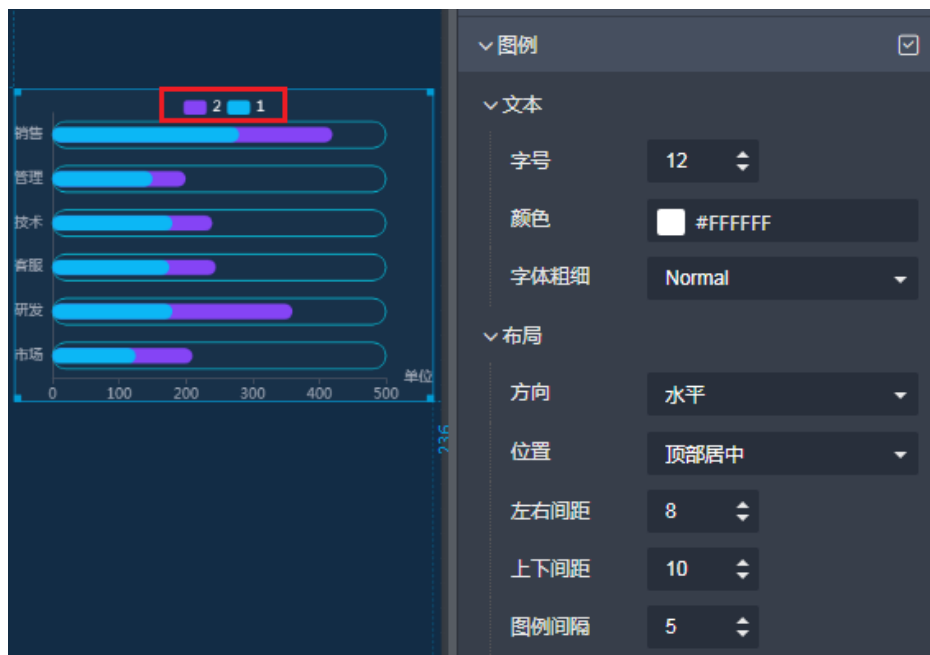 2 1
销售
管理
技术
客服
研发
市场
单位
0 100 200 300 400 500
236
图例
文本
字号 12
颜色 #FFFFFF
字体粗细 Normal
布局
方向 水平
位置 顶部居中
左右间距 8
上下间距 10
图例间隔 5